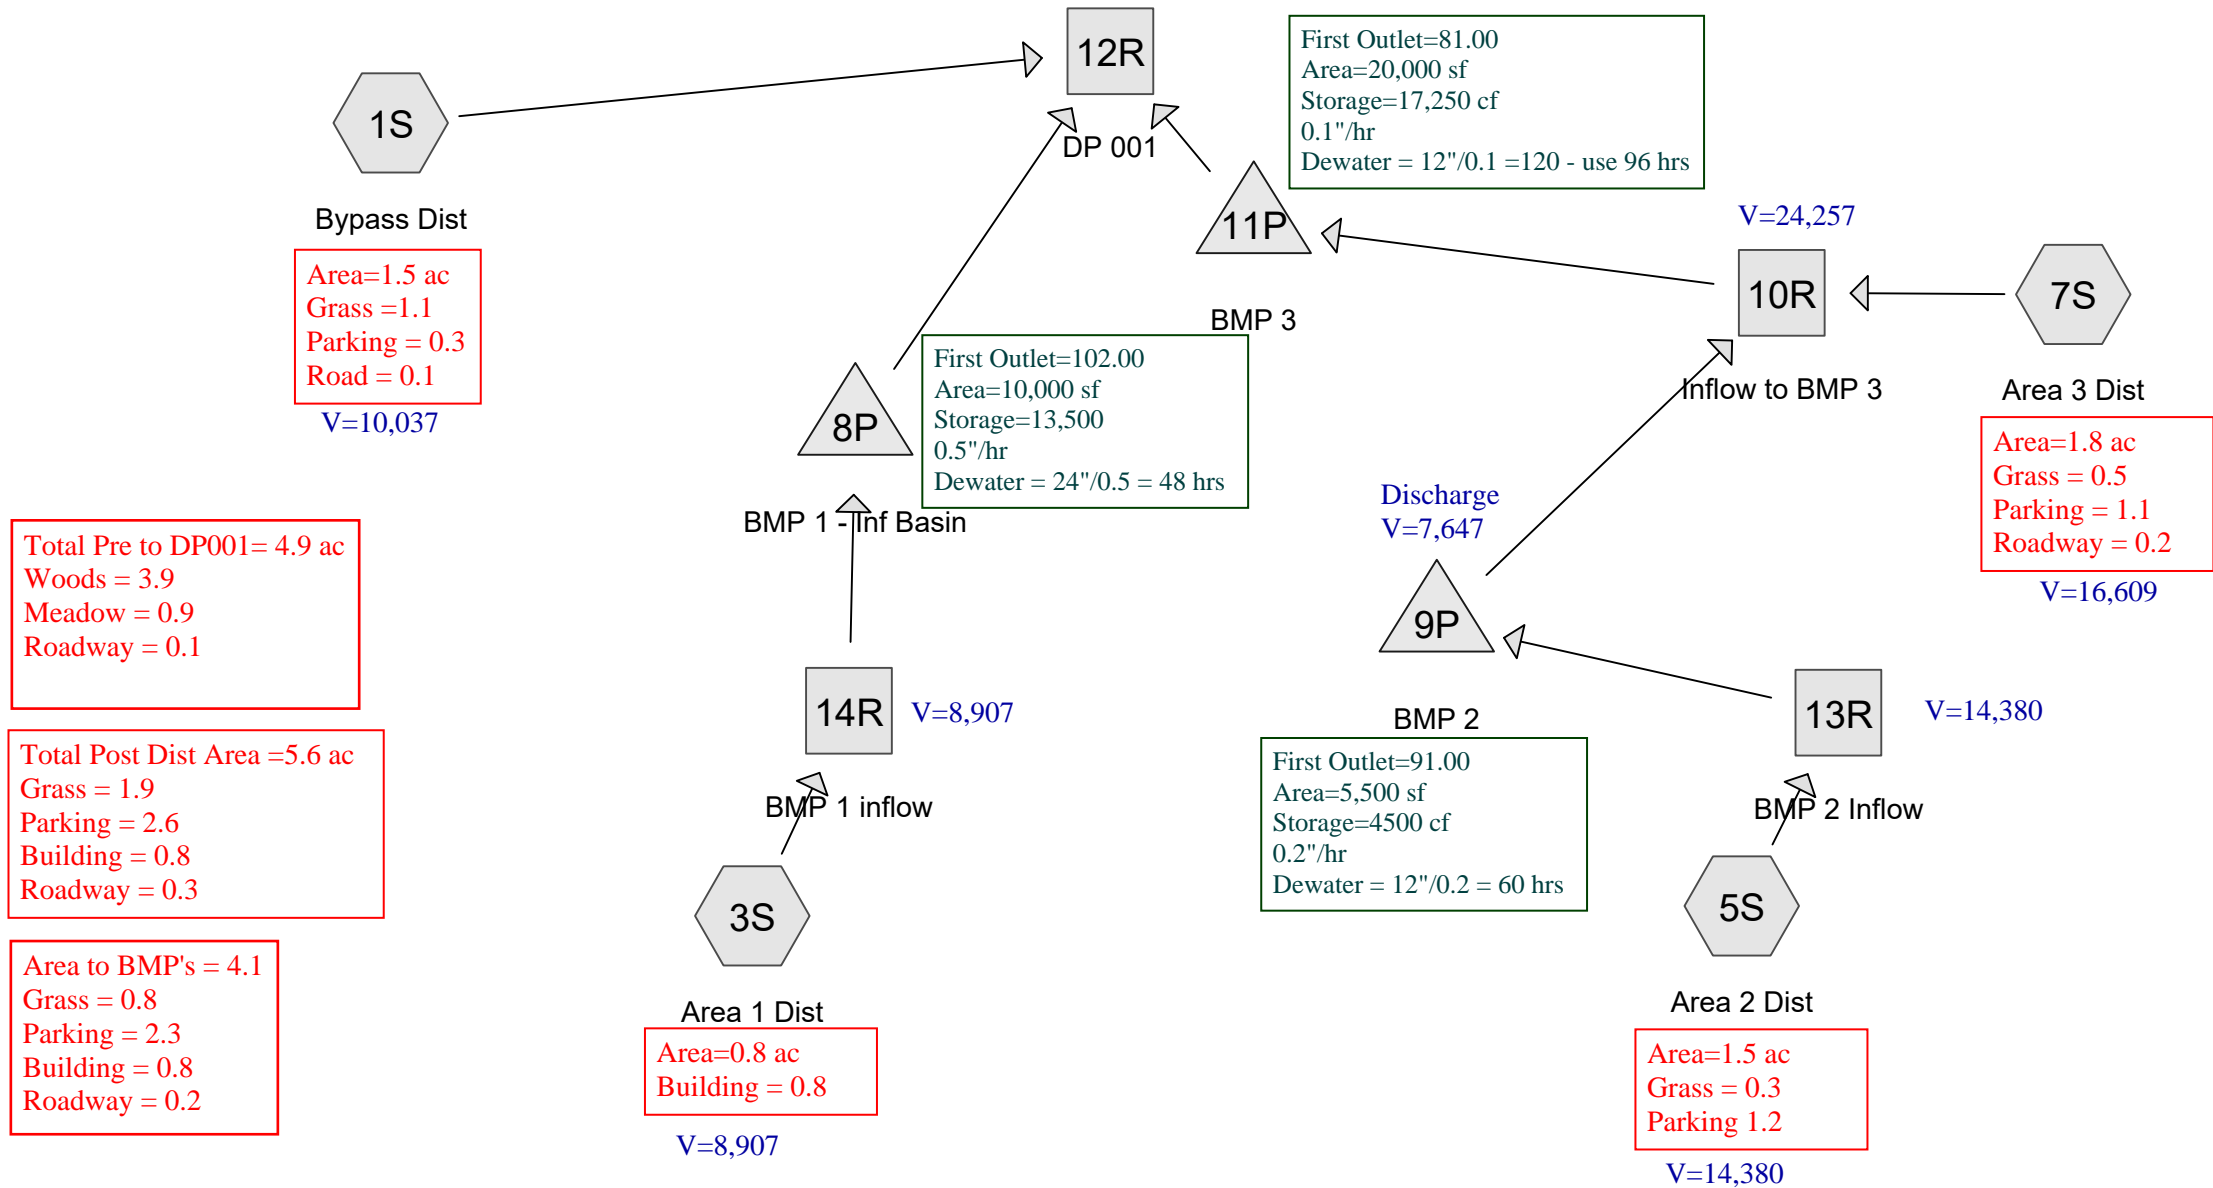 12R
DP 001
First Outlet=81.00
Area=20,000 sf
Storage=17,250 cf
0.1"/hr
Dewater = 12"/0.1 =120 - use 96 hrs
1S
Bypass Dist
Area=1.5 ac
Grass =1.1
Parking = 0.3
Road = 0.1
V=10,037
11P
BMP 3
V=24,257
10R
Inflow to BMP 3
7S
Area 3 Dist
Area=1.8 ac
Grass = 0.5
Parking = 1.1
Roadway = 0.2
V=16,609
8P
BMP 1 - Inf Basin
First Outlet=102.00
Area=10,000 sf
Storage=13,500
0.5"/hr
Dewater = 24"/0.5 = 48 hrs
Discharge
V=7,647
9P
BMP 2
First Outlet=91.00
Area=5,500 sf
Storage=4500 cf
0.2"/hr
Dewater = 12"/0.2 = 60 hrs
Total Pre to DP001= 4.9 ac
Woods = 3.9
Meadow = 0.9
Roadway = 0.1
Total Post Dist Area =5.6 ac
Grass = 1.9
Parking = 2.6
Building = 0.8
Roadway = 0.3
Area to BMP's = 4.1
Grass = 0.8
Parking = 2.3
Building = 0.8
Roadway = 0.2
14R
V=8,907
BMP 1 inflow
3S
Area 1 Dist
Area=0.8 ac
Building = 0.8
V=8,907
13R
V=14,380
BMP 2 Inflow
5S
Area 2 Dist
Area=1.5 ac
Grass = 0.3
Parking 1.2
V=14,380